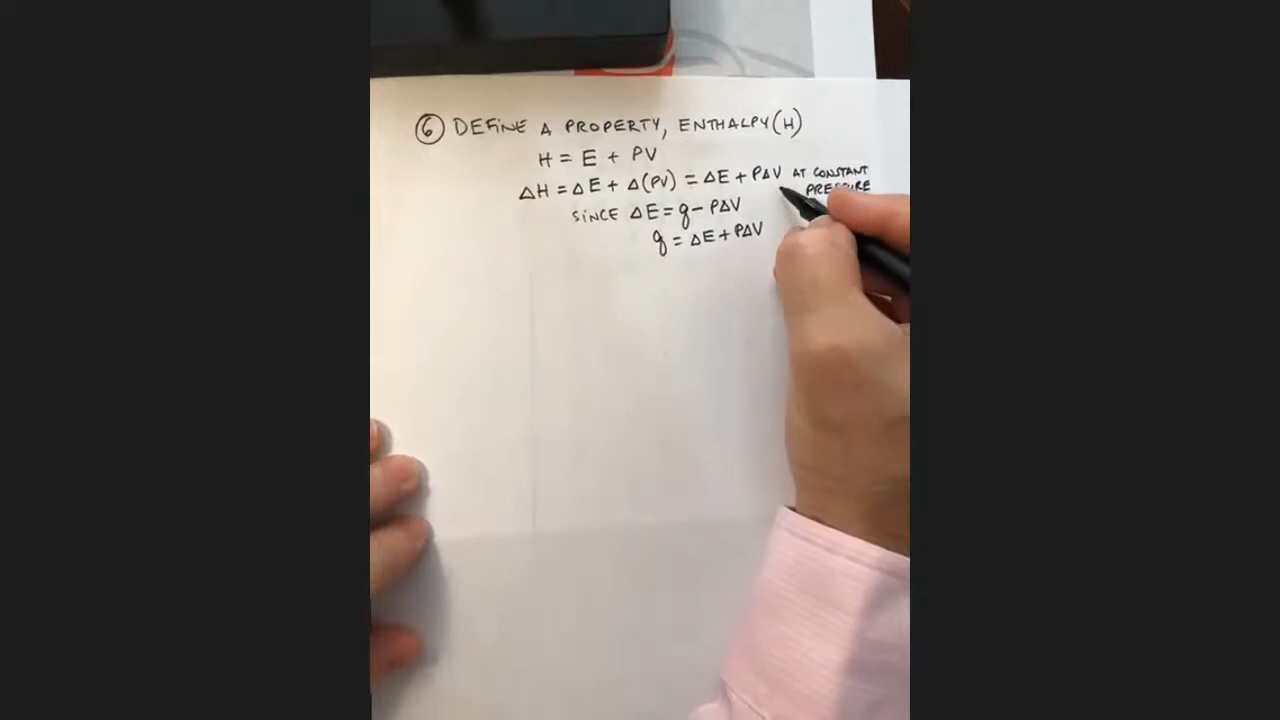 ⑥ DEFINE A PROPERTY, ENTHALPY (H)
H = E + PV
ΔH = ΔE + Δ(PV) = ΔE + PΔV AT CONSTANT
PRESSURE
SINCE ΔE = q - PΔV
q = ΔE + PΔV